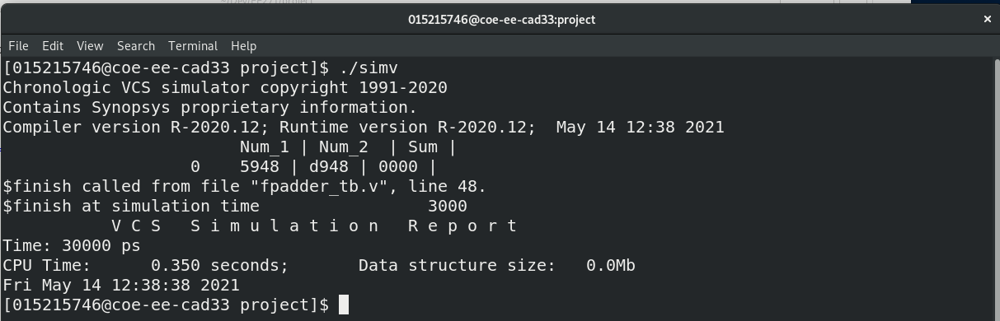 015215746@coe-ee-cad33:project
File Edit View Search Terminal Help
[015215746@coe-ee-cad33 project]$ ./simv
Chronologic VCS simulator copyright 1991-2020
Contains Synopsys proprietary information.
Compiler version R-2020.12; Runtime version R-2020.12;  May 14 12:38 2021
                        Num_1 | Num_2  | Sum |
                   0    5948 | d948 | 0000 |
$finish called from file "fpadder_tb.v", line 48.
$finish at simulation time                 3000
           V C S   S i m u l a t i o n   R e p o r t
Time: 30000 ps
CPU Time:      0.350 seconds;       Data structure size:   0.0Mb
Fri May 14 12:38:38 2021
[015215746@coe-ee-cad33 project]$